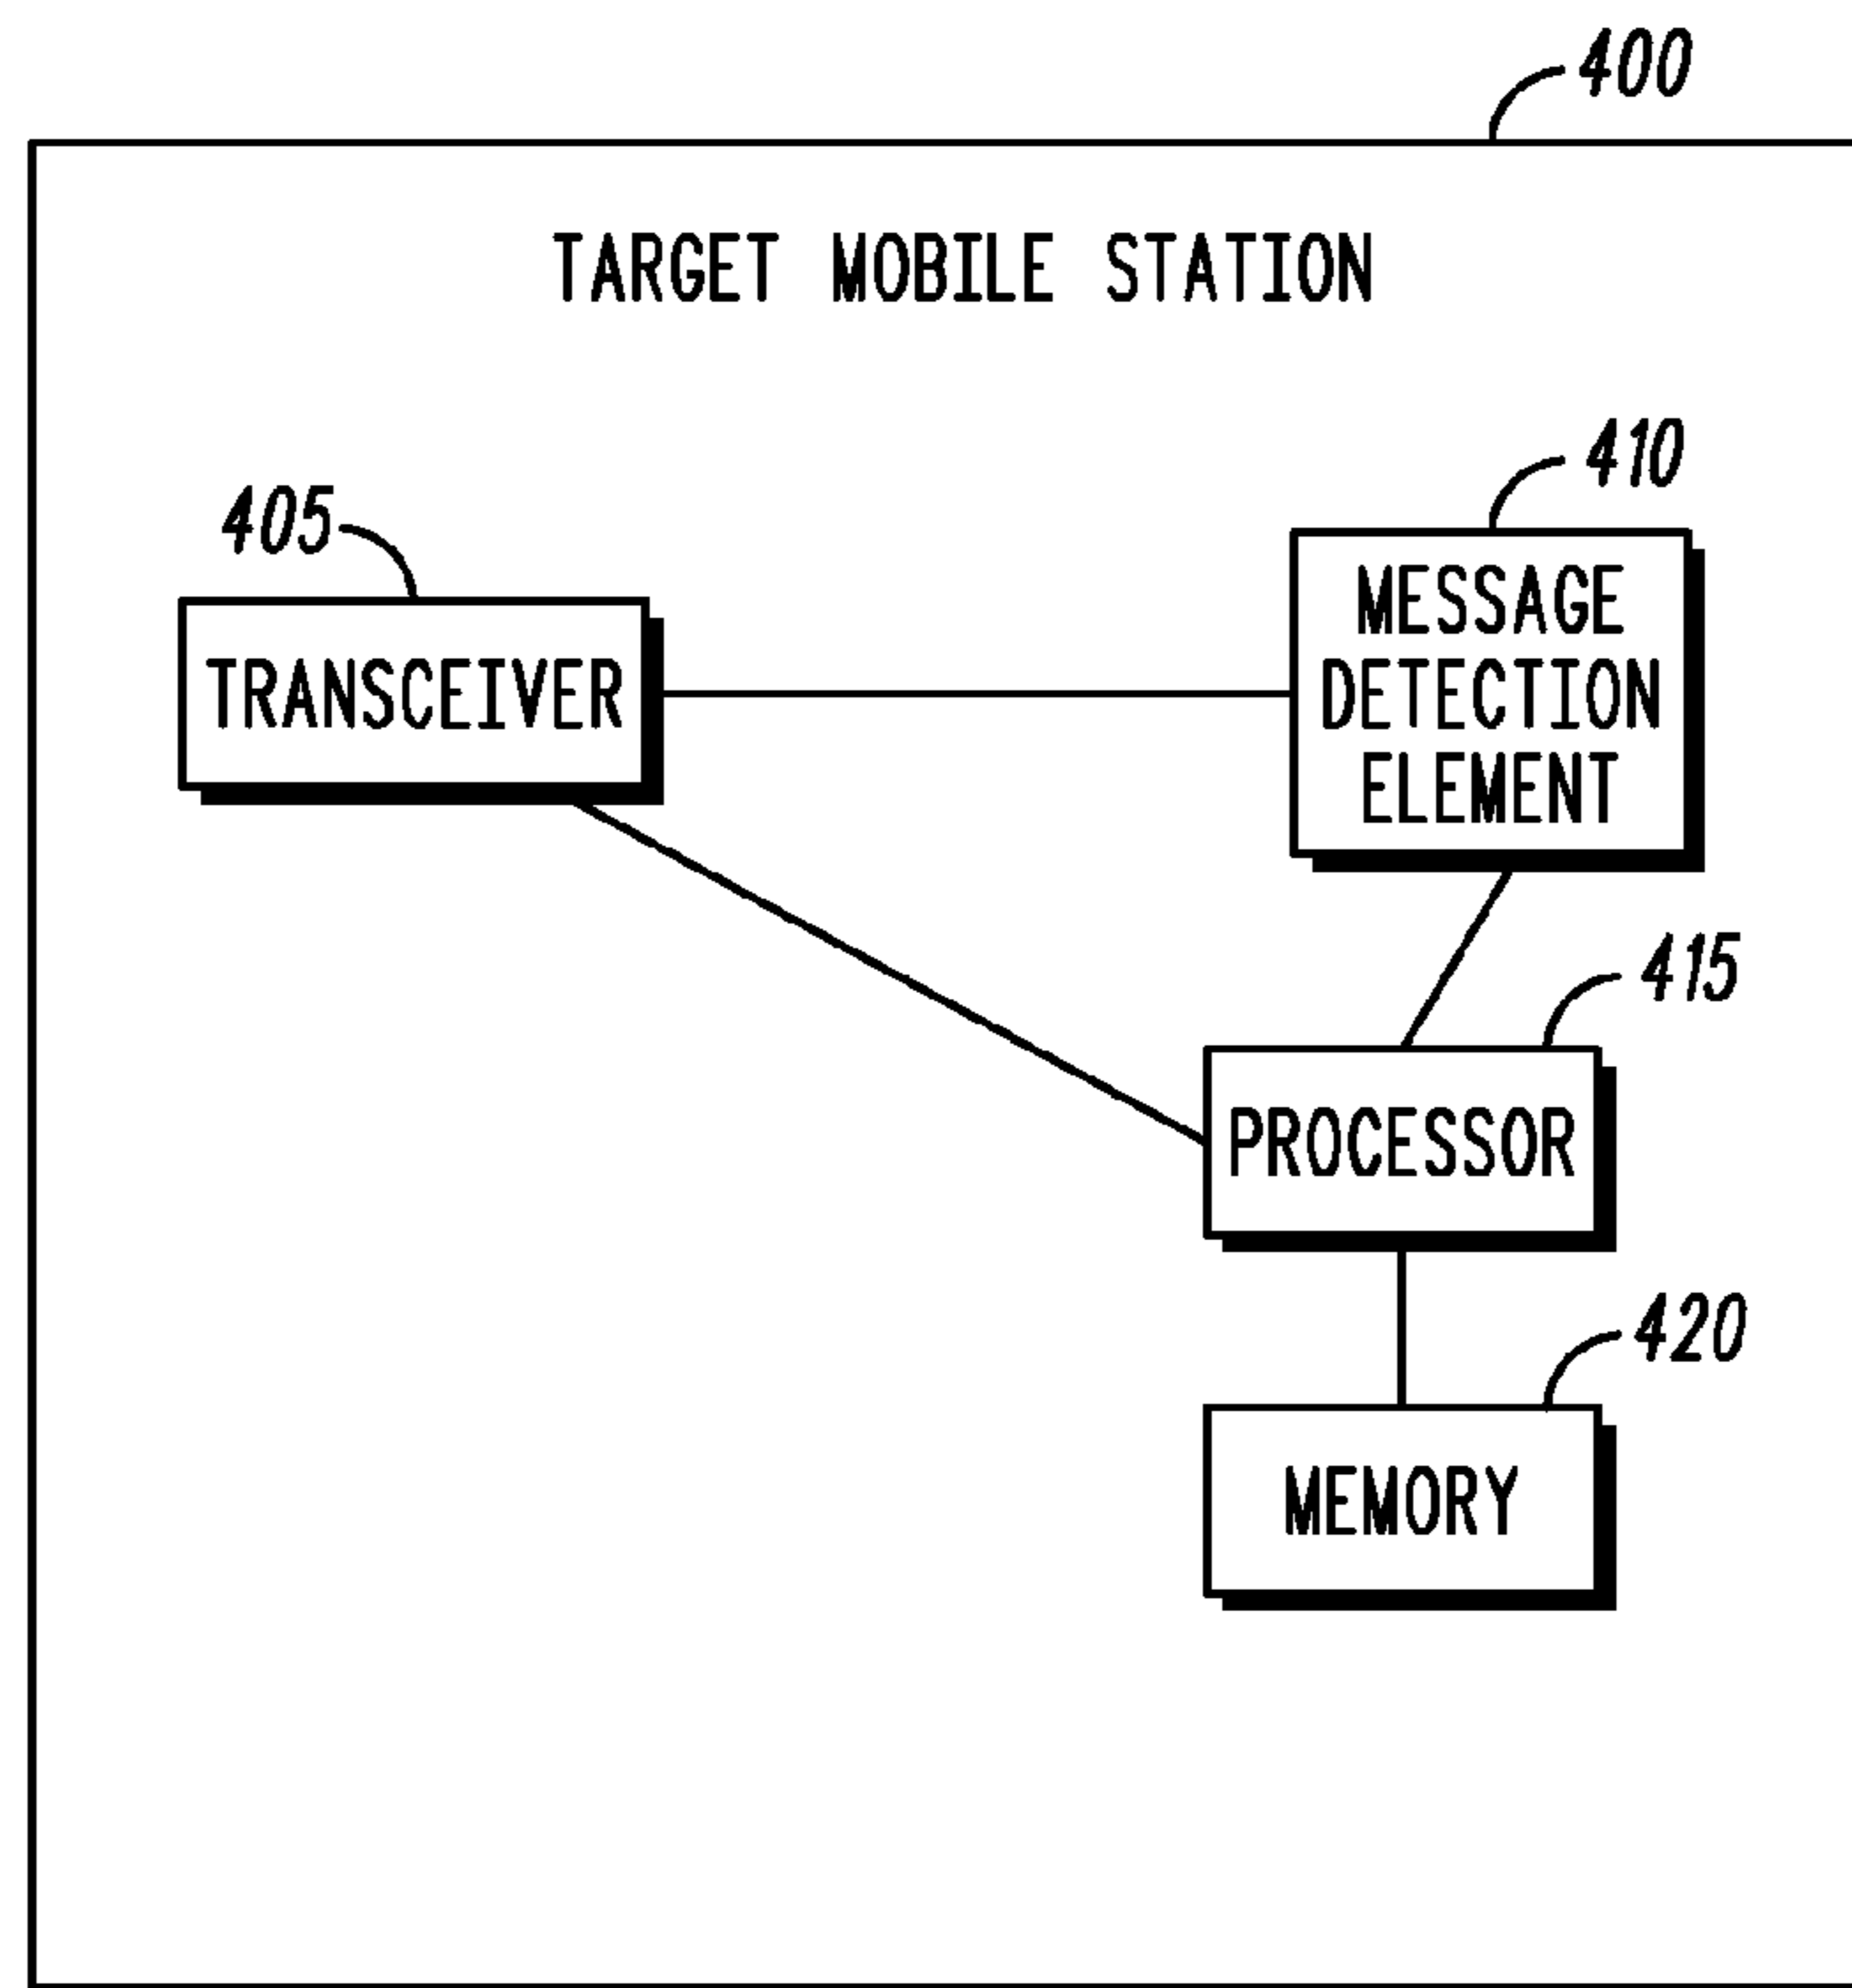 400
TARGET MOBILE STATION
410
405
MESSAGE
DETECTION
ELEMENT
TRANSCEIVER
415
PROCESSOR
420
MEMORY